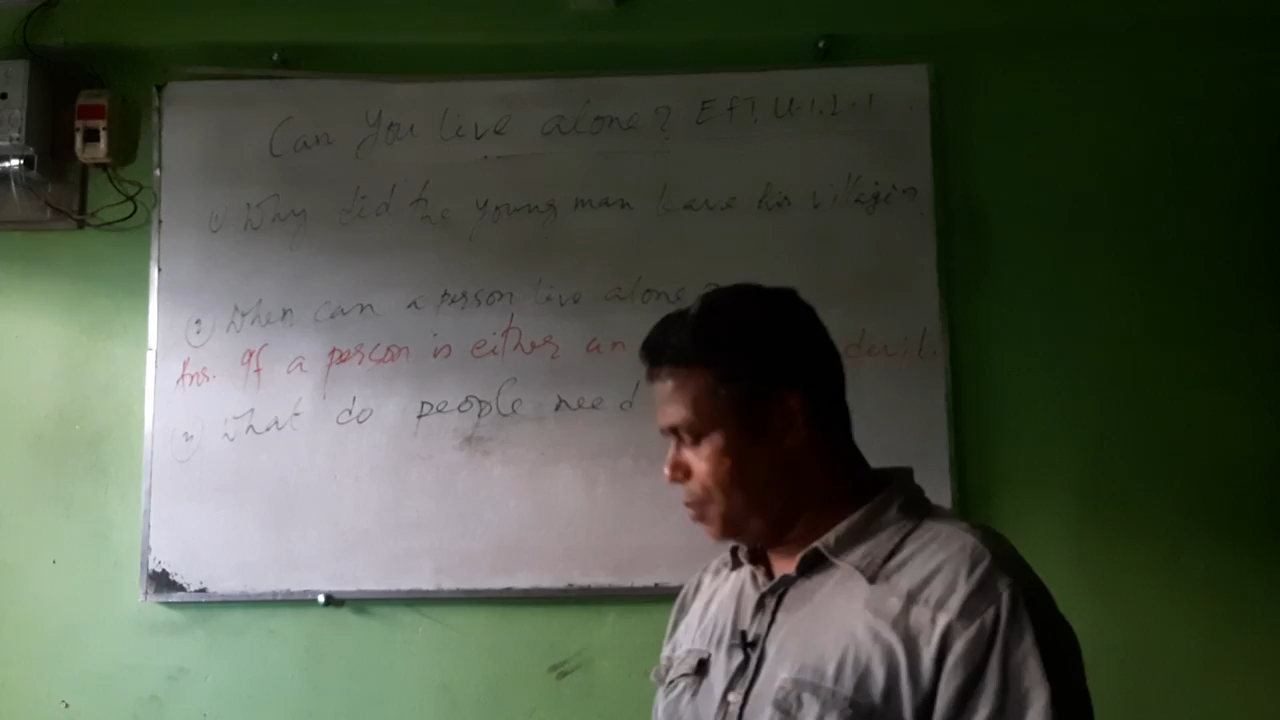 Can You live alone? EfT. U-1.L-1
① Why did the young man leave his village?
② When can a person live alone?
Ans. If a person is either an devil.
③ What do people need